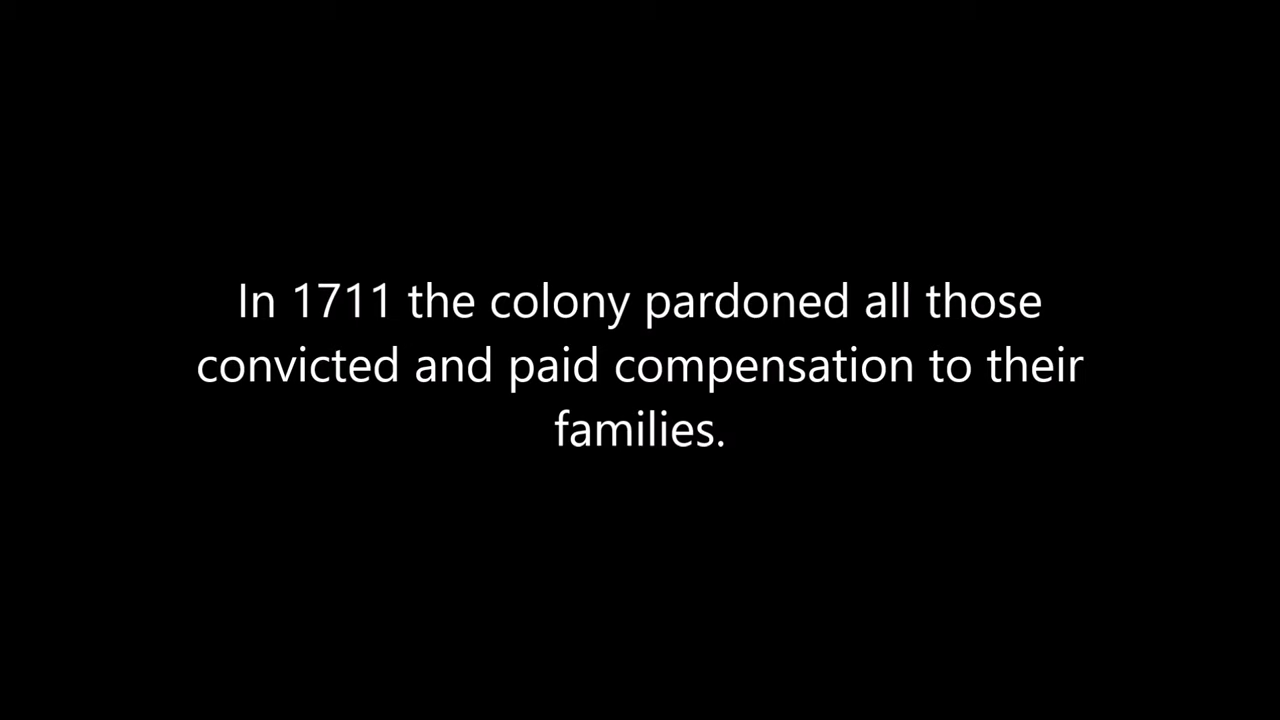 In 1711 the colony pardoned all those
convicted and paid compensation to their
families.